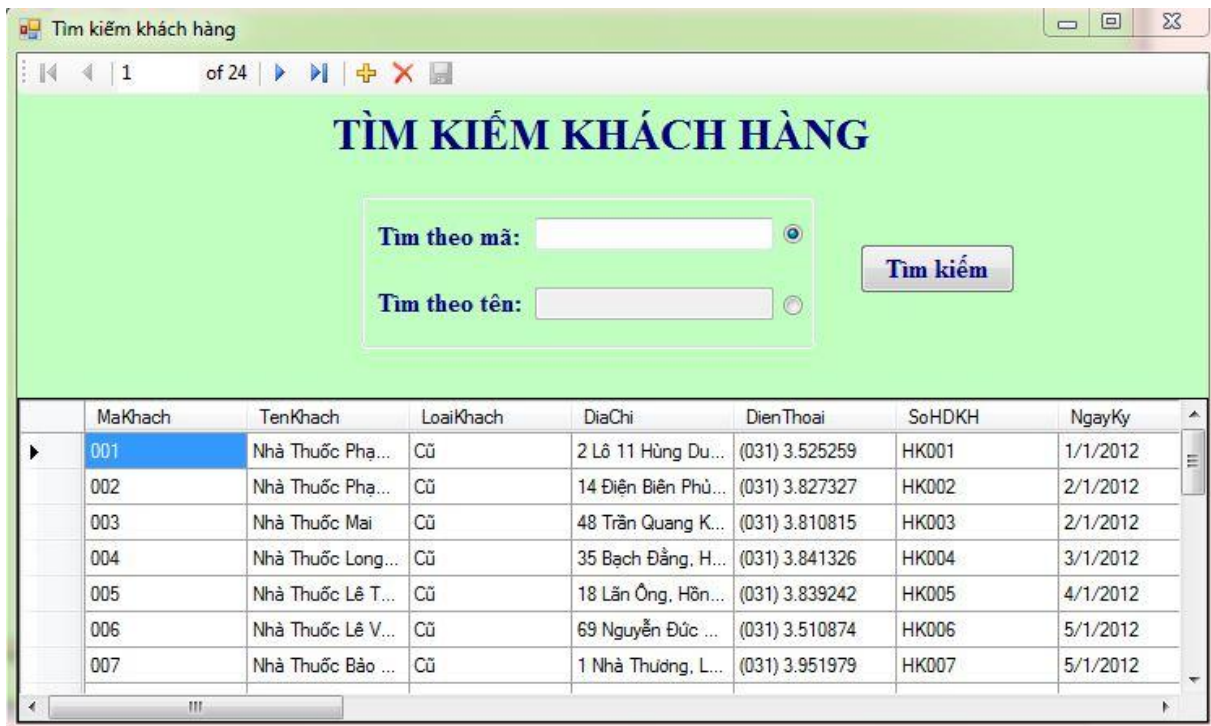 Tìm kiếm khách hàng
1 of 24
TÌM KIẾM KHÁCH HÀNG
Tìm theo mã:
Tìm kiếm
Tìm theo tên:
MaKhach TenKhach LoaiKhach DiaChi DienThoai SoHDKH NgayKy
001 Nhà Thuốc Phạ... Cũ 2 Lô 11 Hùng Du... (031) 3.525259 HK001 1/1/2012
002 Nhà Thuốc Phạ... Cũ 14 Điện Biên Phủ... (031) 3.827327 HK002 2/1/2012
003 Nhà Thuốc Mai Cũ 48 Trần Quang K... (031) 3.810815 HK003 2/1/2012
004 Nhà Thuốc Long... Cũ 35 Bạch Đằng, H... (031) 3.841326 HK004 3/1/2012
005 Nhà Thuốc Lê T... Cũ 18 Lãn Ông, Hồn... (031) 3.839242 HK005 4/1/2012
006 Nhà Thuốc Lê V... Cũ 69 Nguyễn Đức ... (031) 3.510874 HK006 5/1/2012
007 Nhà Thuốc Bảo ... Cũ 1 Nhà Thương, L... (031) 3.951979 HK007 5/1/2012